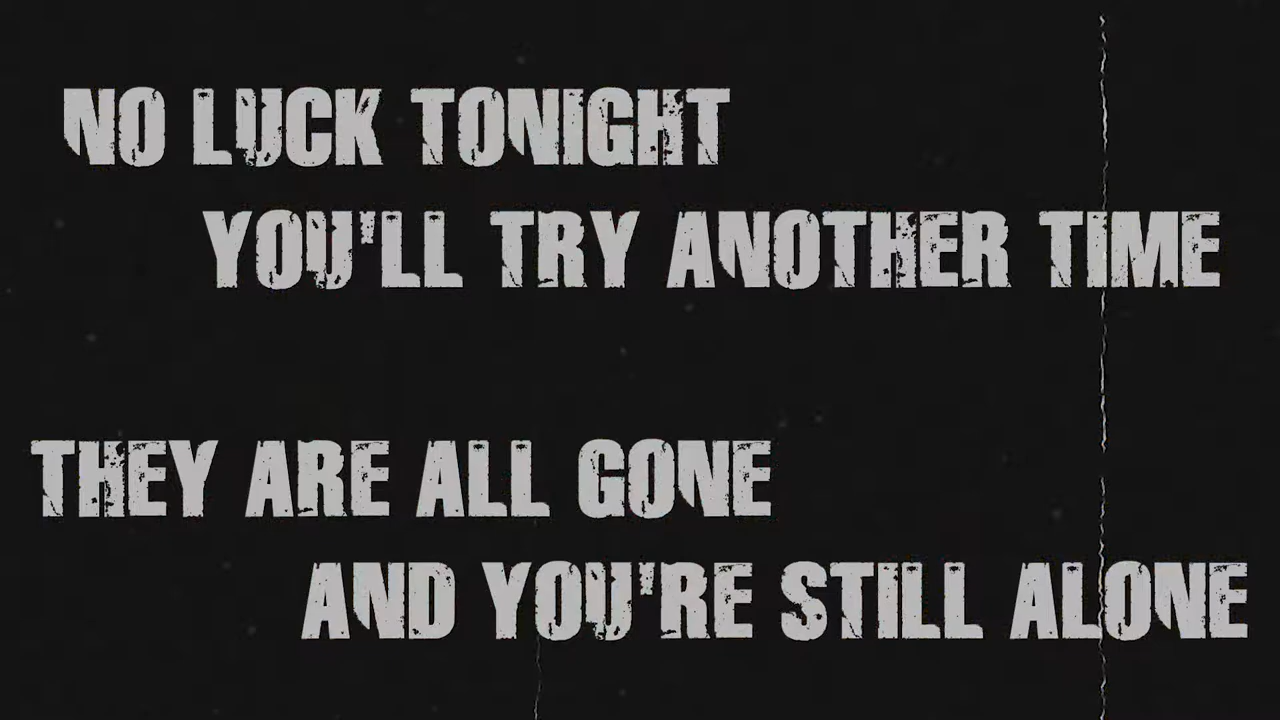 NO LUCK TONIGHT
YOU'LL TRY ANOTHER TIME
THEY ARE ALL GONE
AND YOU'RE STILL ALONE